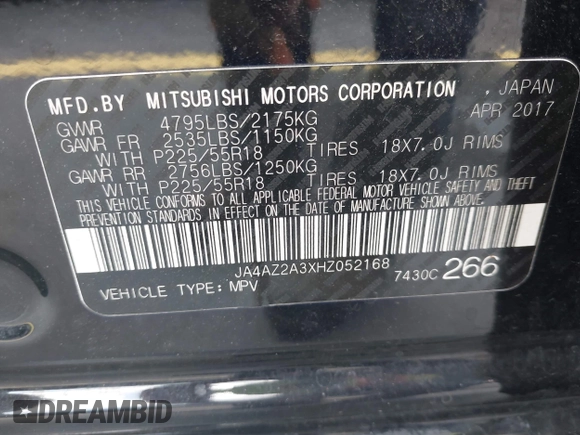 MFD.BY MITSUBISHI MOTORS CORPORATION , JAPAN
GVWR 4795LBS/2175KG APR 2017
GAWR FR 2535LBS/1150KG
WITH P225/55R18 TIRES 18X7.0J RIMS
GAWR RR 2756LBS/1250KG
WITH P225/55R18 TIRES 18X7.0J RIMS
THIS VEHICLE CONFORMS TO ALL APPLICABLE FEDERAL MOTOR VEHICLE SAFETY AND THEFT
PREVENTION STANDARDS IN EFFECT ON THE DATE OF MANUFACTURE SHOWN ABOVE.
JA4AZ2A3XHZ052168
VEHICLE TYPE: MPV 7430C 266
DREAMBID